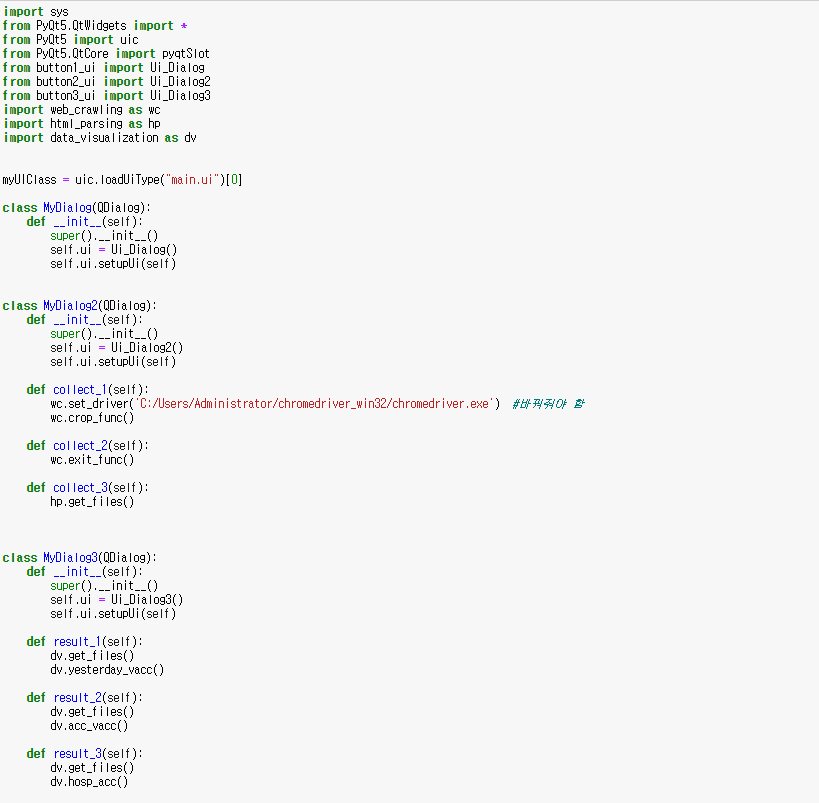 import sys
from PyQt5.QtWidgets import *
from PyQt5 import uic
from PyQt5.QtCore import pyqtSlot
from button1_ui import Ui_Dialog
from button2_ui import Ui_Dialog2
from button3_ui import Ui_Dialog3
import web_crawling as wc
import html_parsing as hp
import data_visualization as dv
myUIClass = uic.loadUiType("main.ui")[0]
class MyDialog(QDialog):
def __init__(self):
super().__init__()
self.ui = Ui_Dialog()
self.ui.setupUi(self)
class MyDialog2(QDialog):
def __init__(self):
super().__init__()
self.ui = Ui_Dialog2()
self.ui.setupUi(self)
def collect_1(self):
wc.set_driver('C:/Users/Administrator/chromedriver_win32/chromedriver.exe') #바꿔줘야 함
wc.crop_func()
def collect_2(self):
wc.exit_func()
def collect_3(self):
hp.get_files()
class MyDialog3(QDialog):
def __init__(self):
super().__init__()
self.ui = Ui_Dialog3()
self.ui.setupUi(self)
def result_1(self):
dv.get_files()
dv.yesterday_vacc()
def result_2(self):
dv.get_files()
dv.acc_vacc()
def result_3(self):
dv.get_files()
dv.hosp_acc()